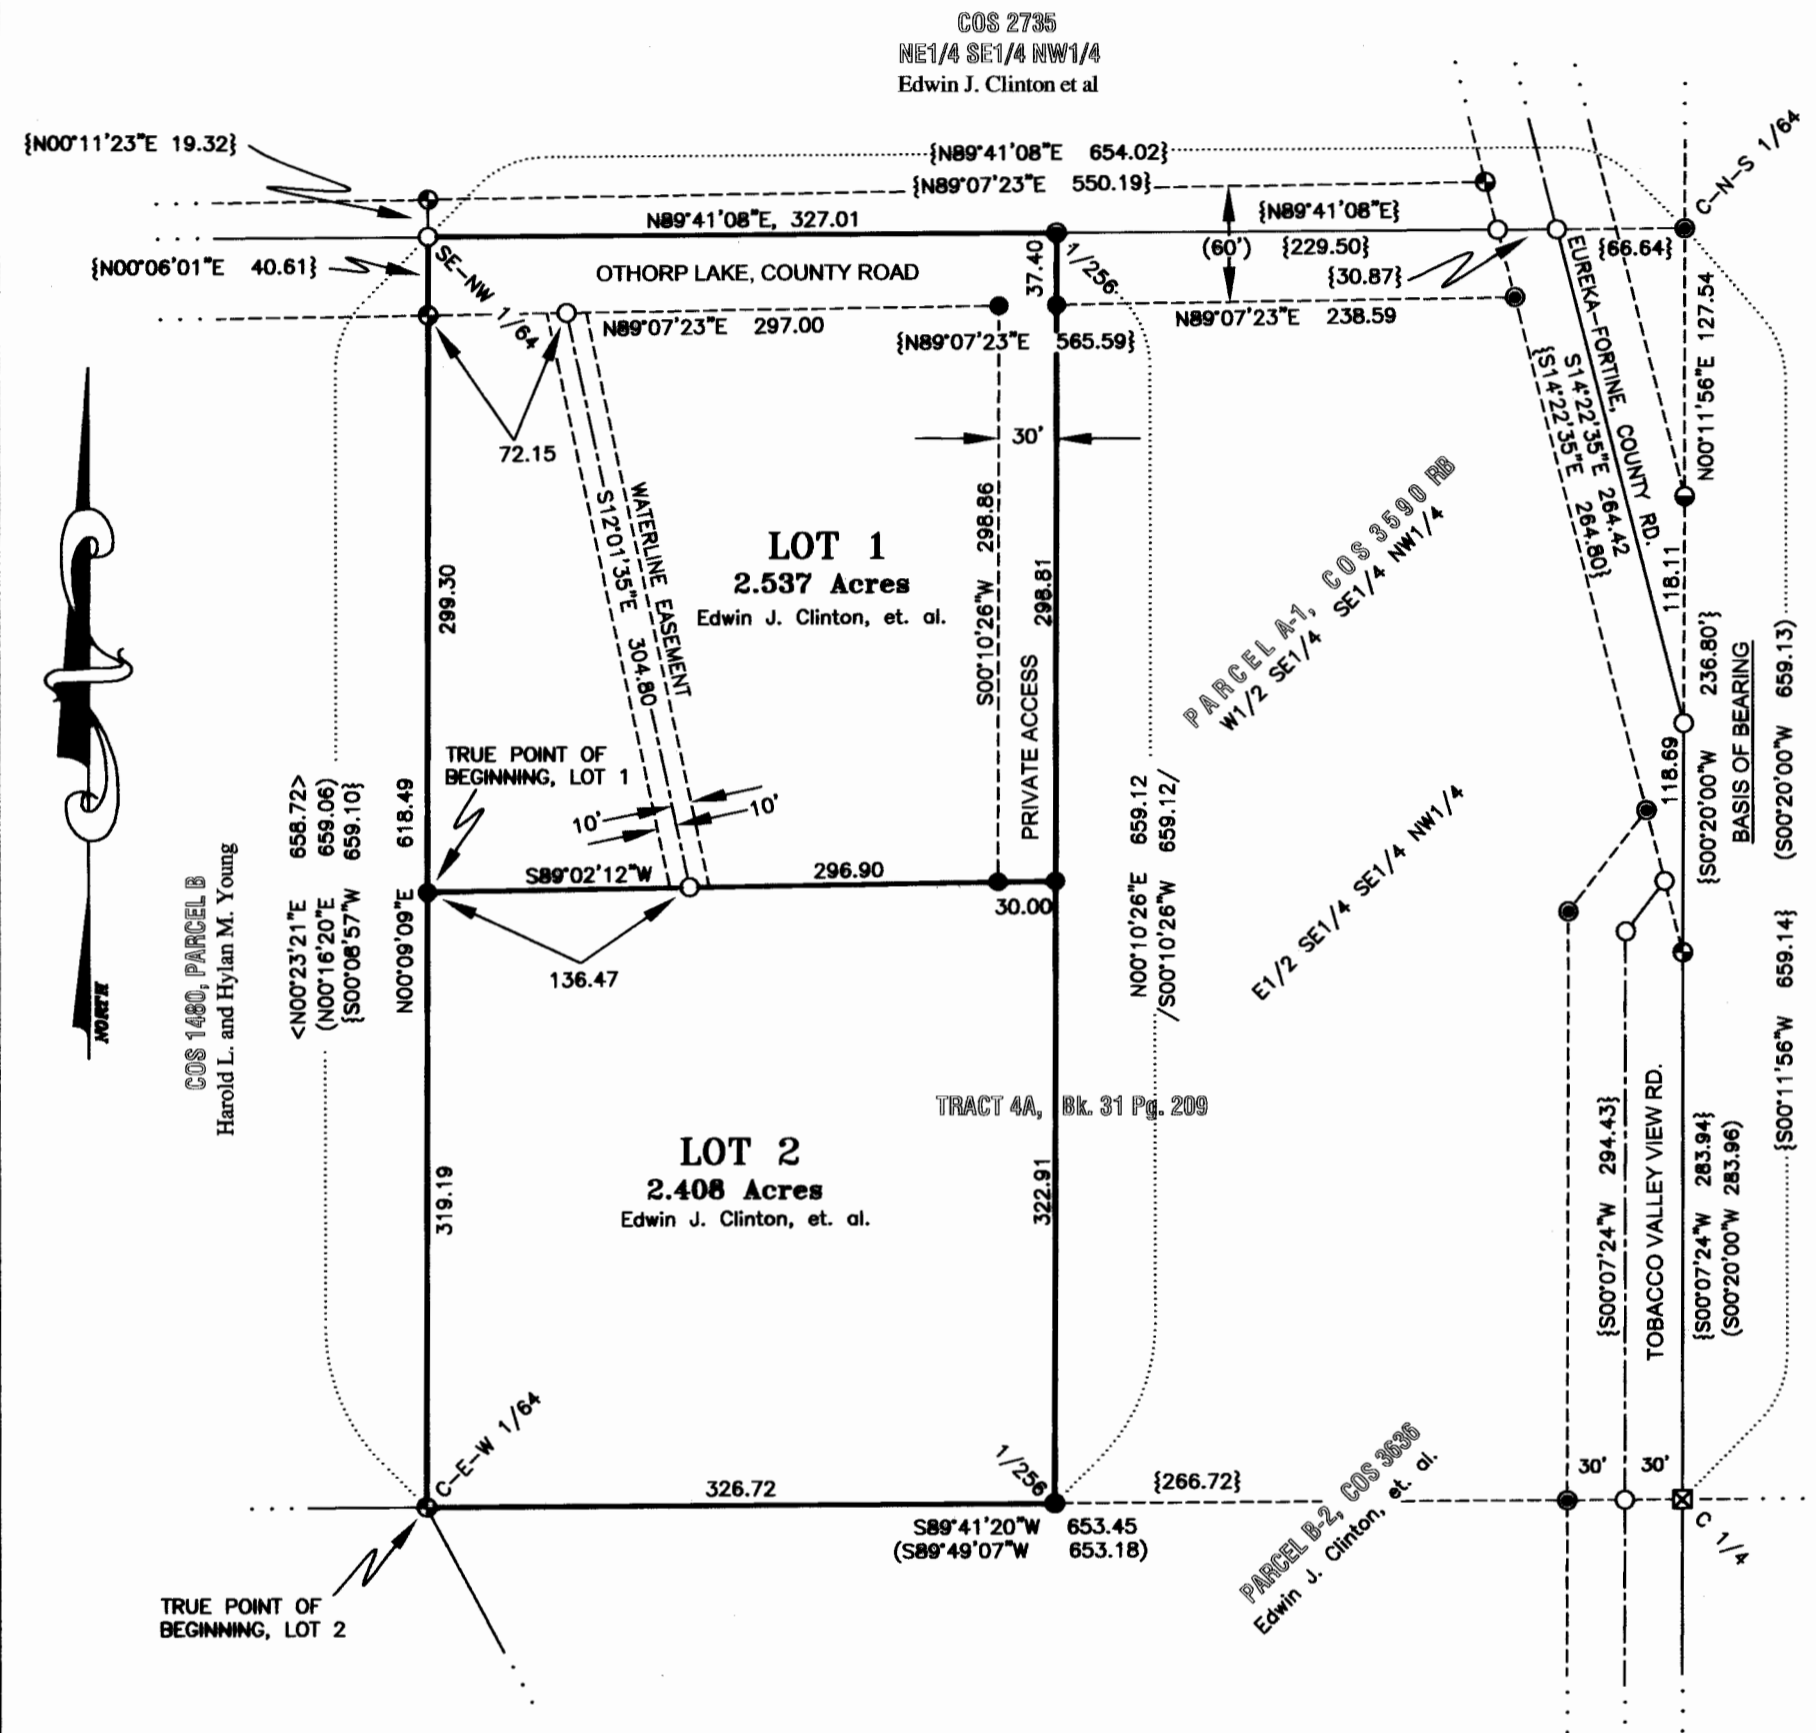 COS 2735
NE1/4 SE1/4 NW1/4
Edwin J. Clinton et al
{N00°11'23"E 19.32}
{N89°41'08"E 654.02}
{N89°07'23"E 550.19}
C-N-S 1/64
N89°41'08"E, 327.01
{N89°41'08"E}
(60')
{229.50}
{66.64}
{30.87}
{N00°06'01"E 40.61}
SE-NW 1/64
OTHORP LAKE, COUNTY ROAD
37.40
1/256
N89°07'23"E 297.00
{N89°07'23"E 565.59}
N89°07'23"E 238.59
EUREKA-FORTINE, COUNTY RD.
S14°22'35"E 264.42
{S14°22'35"E 264.80}
N00°11'56"E 127.54
72.15
30'
WATERLINE EASEMENT
S12°01'35"E 304.80
LOT 1
2.537 Acres
Edwin J. Clinton, et. al.
S00°10'26"W 298.86
298.81
PRIVATE ACCESS
299.30
PARCEL A-1, COS 3590 RB
W1/2 SE1/4 SE1/4 NW1/4
118.11
118.69
{S00°20'00"W 236.80'}
BASIS OF BEARING
(S00°20'00"W 659.13)
TRUE POINT OF
BEGINNING, LOT 1
10'
10'
COS 1480, PARCEL B
Harold L. and Hylan M. Young
<N00°23'21"E 658.72>
(N00°16'20"E 659.06)
{S00°08'57"W 659.10}
N00°09'09"E 618.49
S89°02'12"W
296.90
30.00
136.47
N00°10'26"E 659.12
/S00°10'26"W 659.12/
E1/2 SE1/4 SE1/4 NW1/4
NORTH
TRACT 4A, Bk. 31 Pg. 209
LOT 2
2.408 Acres
Edwin J. Clinton, et. al.
319.19
322.91
{S00°07'24"W 294.43}
TOBACCO VALLEY VIEW RD.
{S00°07'24"W 283.94}
(S00°20'00"W 283.96)
{S00°11'56"W 659.14}
C-E-W 1/64
326.72
1/256
{266.72}
30'
30'
S89°41'20"W 653.45
(S89°49'07"W 653.18)
PARCEL B-2, COS 3636
Edwin J. Clinton, et. al.
C 1/4
TRUE POINT OF
BEGINNING, LOT 2